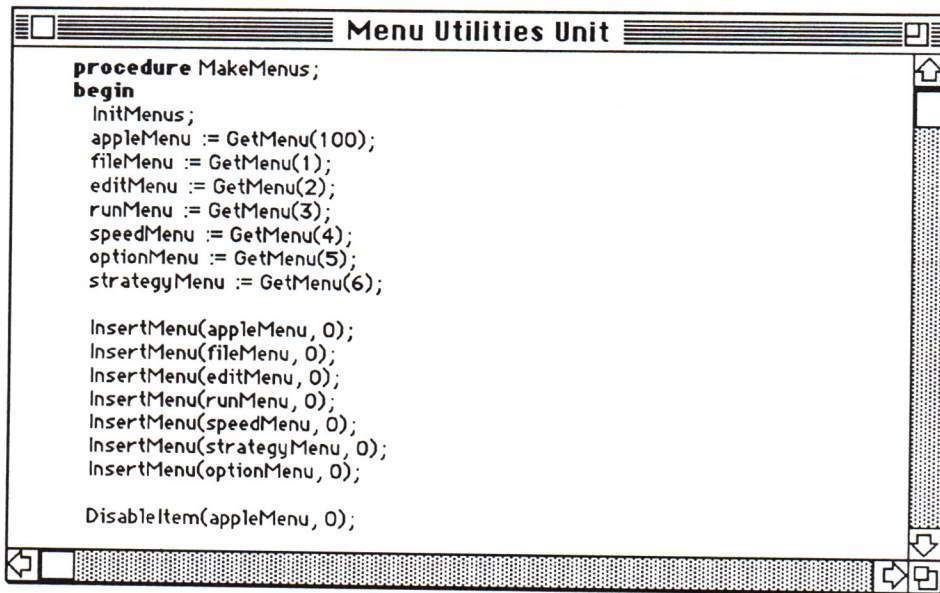 Menu Utilities Unit
procedure MakeMenus;
begin
InitMenus;
appleMenu := GetMenu(100);
fileMenu := GetMenu(1);
editMenu := GetMenu(2);
runMenu := GetMenu(3);
speedMenu := GetMenu(4);
optionMenu := GetMenu(5);
strategyMenu := GetMenu(6);
InsertMenu(appleMenu, 0);
InsertMenu(fileMenu, 0);
InsertMenu(editMenu, 0);
InsertMenu(runMenu, 0);
InsertMenu(speedMenu, 0);
InsertMenu(strategyMenu, 0);
InsertMenu(optionMenu, 0);
DisableItem(appleMenu, 0);